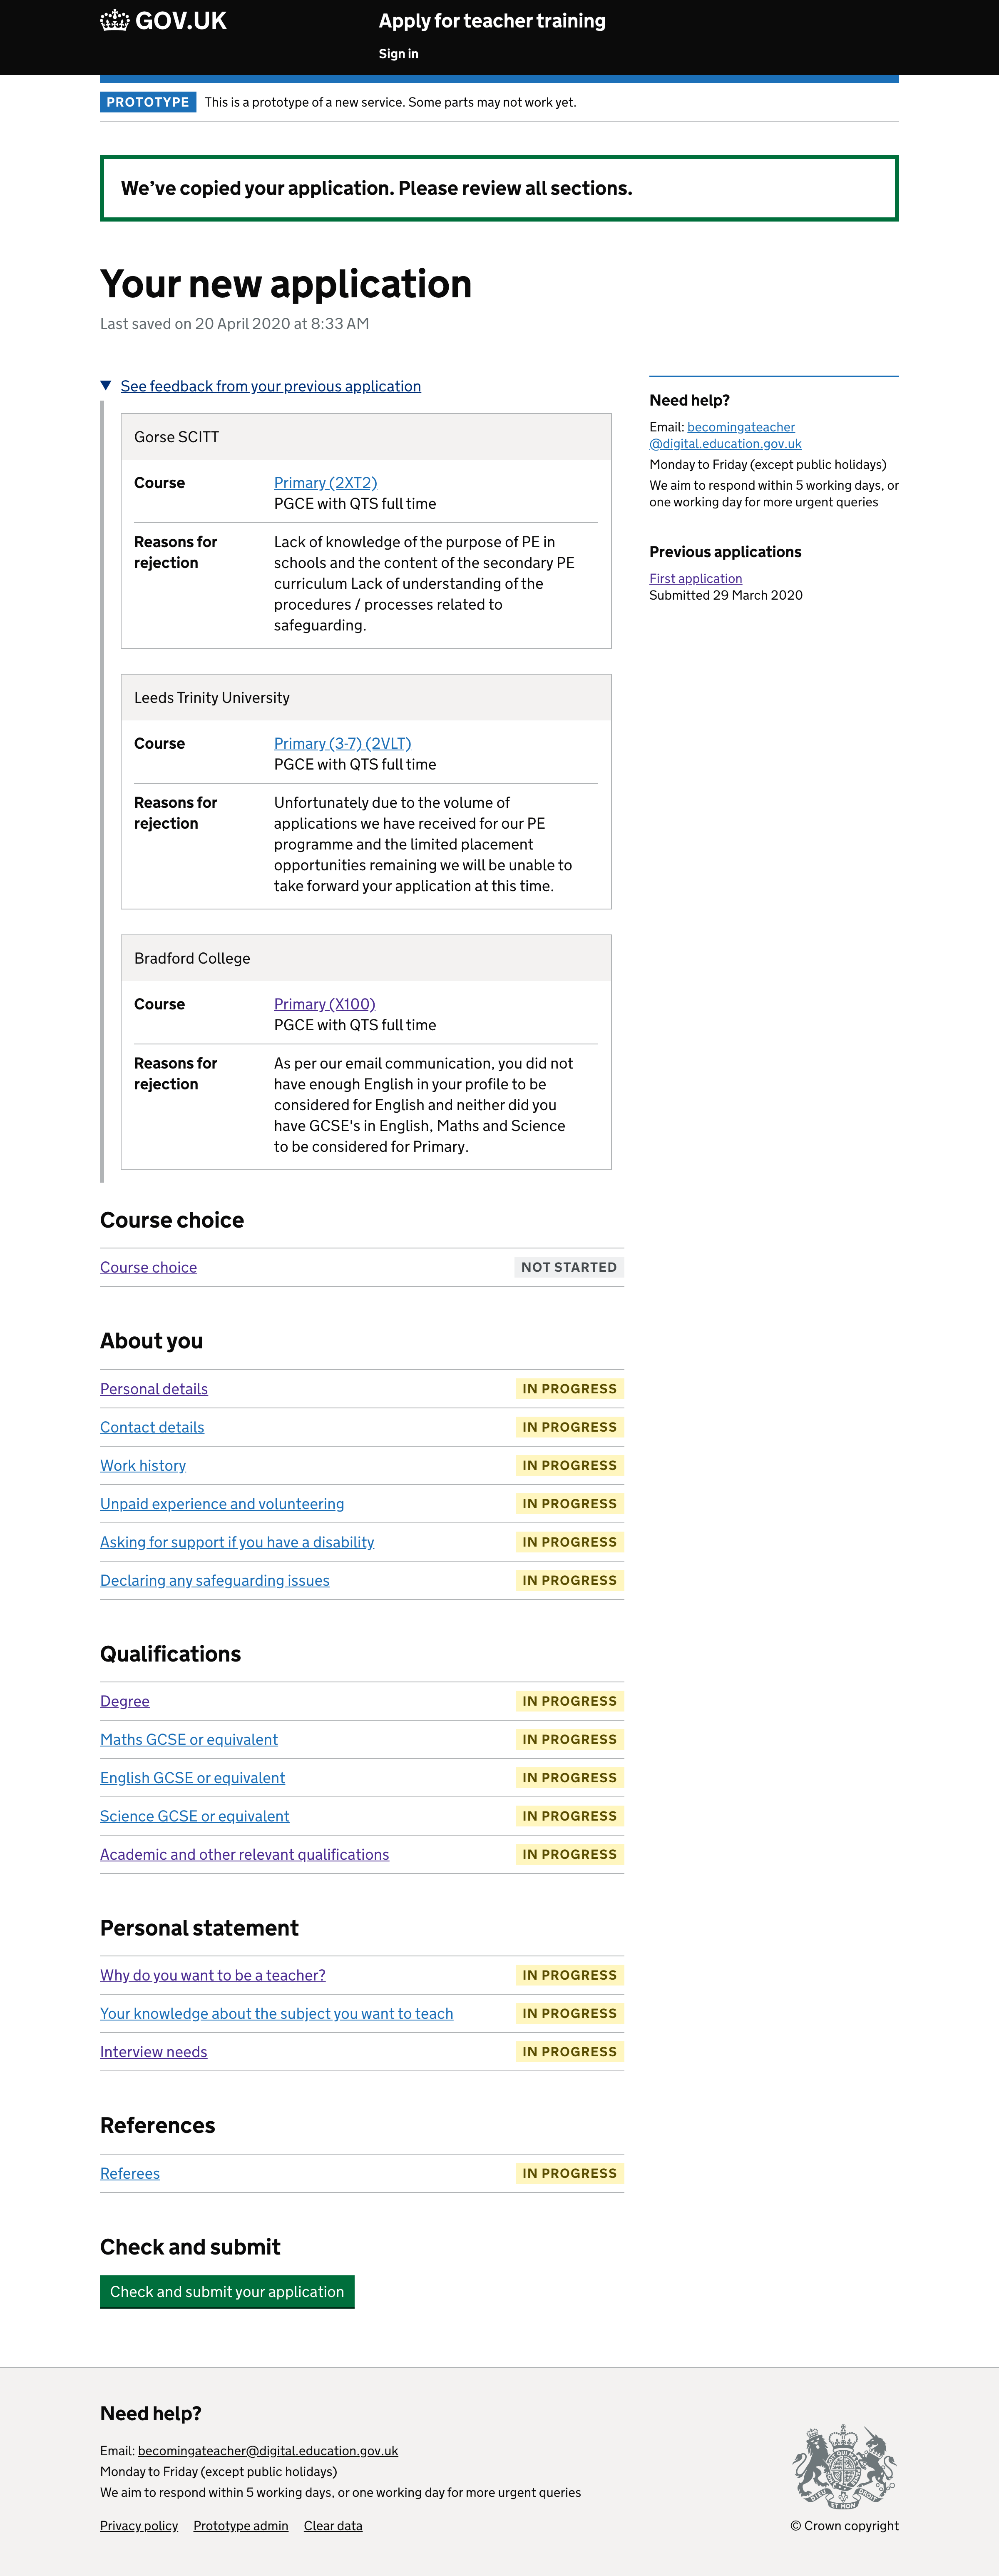 GOV.UK
Apply for teacher training
Sign in
PROTOTYPE This is a prototype of a new service. Some parts may not work yet.
We’ve copied your application. Please review all sections.
Your new application
Last saved on 20 April 2020 at 8:33 AM
See feedback from your previous application
Gorse SCITT
Course
Primary (2XT2)
PGCE with QTS full time
Reasons for
rejection
Lack of knowledge of the purpose of PE in
schools and the content of the secondary PE
curriculum Lack of understanding of the
procedures / processes related to
safeguarding.
Leeds Trinity University
Course
Primary (3-7) (2VLT)
PGCE with QTS full time
Reasons for
rejection
Unfortunately due to the volume of
applications we have received for our PE
programme and the limited placement
opportunities remaining we will be unable to
take forward your application at this time.
Bradford College
Course
Primary (X100)
PGCE with QTS full time
Reasons for
rejection
As per our email communication, you did not
have enough English in your profile to be
considered for English and neither did you
have GCSE's in English, Maths and Science
to be considered for Primary.
Need help?
Email: becomingateacher
@digital.education.gov.uk
Monday to Friday (except public holidays)
We aim to respond within 5 working days, or
one working day for more urgent queries
Previous applications
First application
Submitted 29 March 2020
Course choice
Course choice NOT STARTED
About you
Personal details IN PROGRESS
Contact details IN PROGRESS
Work history IN PROGRESS
Unpaid experience and volunteering IN PROGRESS
Asking for support if you have a disability IN PROGRESS
Declaring any safeguarding issues IN PROGRESS
Qualifications
Degree IN PROGRESS
Maths GCSE or equivalent IN PROGRESS
English GCSE or equivalent IN PROGRESS
Science GCSE or equivalent IN PROGRESS
Academic and other relevant qualifications IN PROGRESS
Personal statement
Why do you want to be a teacher? IN PROGRESS
Your knowledge about the subject you want to teach IN PROGRESS
Interview needs IN PROGRESS
References
Referees IN PROGRESS
Check and submit
Check and submit your application
Need help?
Email: becomingateacher@digital.education.gov.uk
Monday to Friday (except public holidays)
We aim to respond within 5 working days, or one working day for more urgent queries
Privacy policy Prototype admin Clear data
© Crown copyright